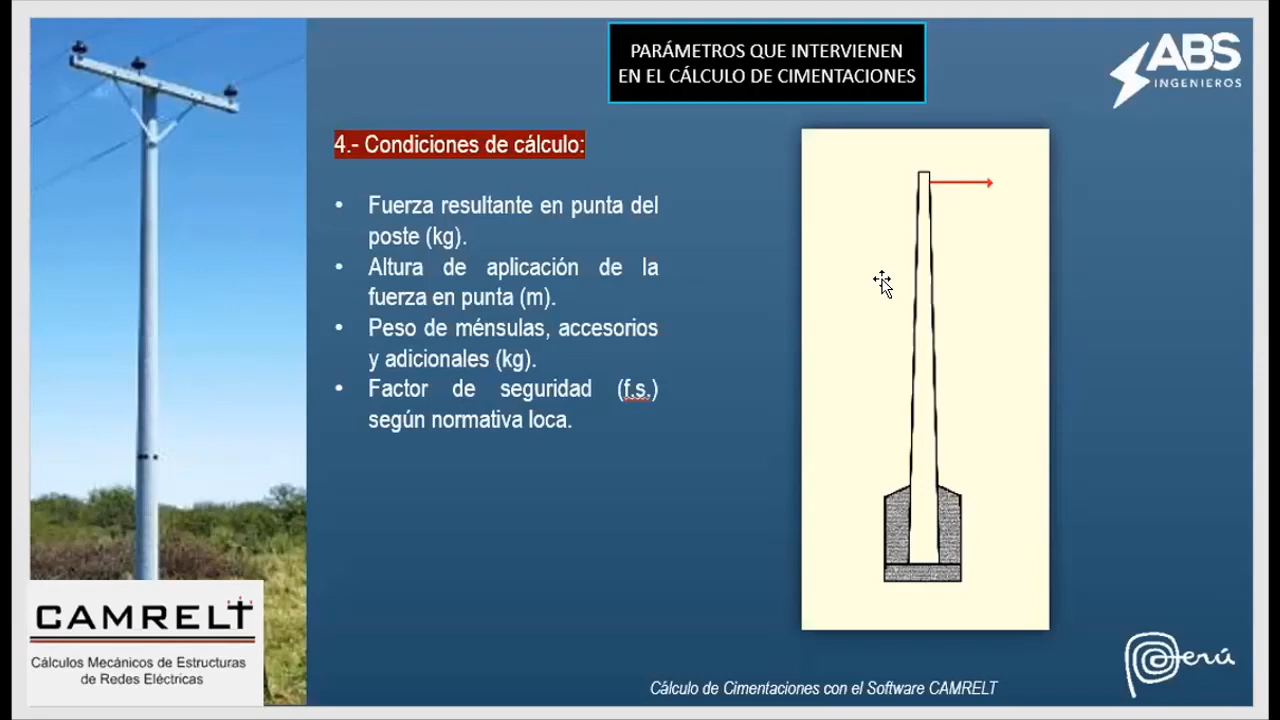 PARÁMETROS QUE INTERVIENEN
EN EL CÁLCULO DE CIMENTACIONES
ABS
INGENIEROS
4.- Condiciones de cálculo:
• Fuerza resultante en punta del
poste (kg).
• Altura de aplicación de la
fuerza en punta (m).
• Peso de ménsulas, accesorios
y adicionales (kg).
• Factor de seguridad (f.s.)
según normativa loca.
CAMRELT
Cálculos Mecánicos de Estructuras
de Redes Eléctricas
Perú
Cálculo de Cimentaciones con el Software CAMRELT